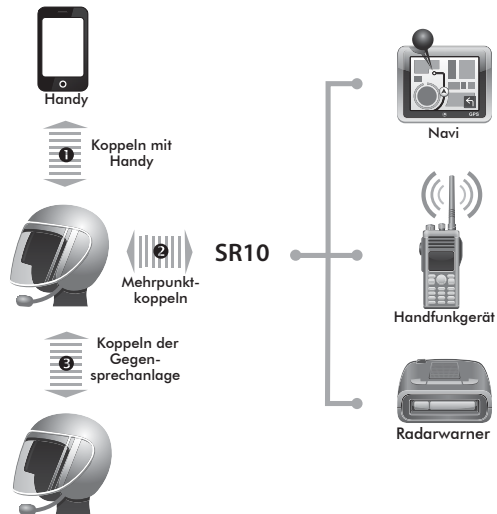 Handy
❶
Koppeln mit
Handy
❷
Mehrpunkt-
koppeln
SR10
❸
Koppeln der
Gegen-
sprechanlage
GPS
Navi
Handfunkgerät
Radarwarner